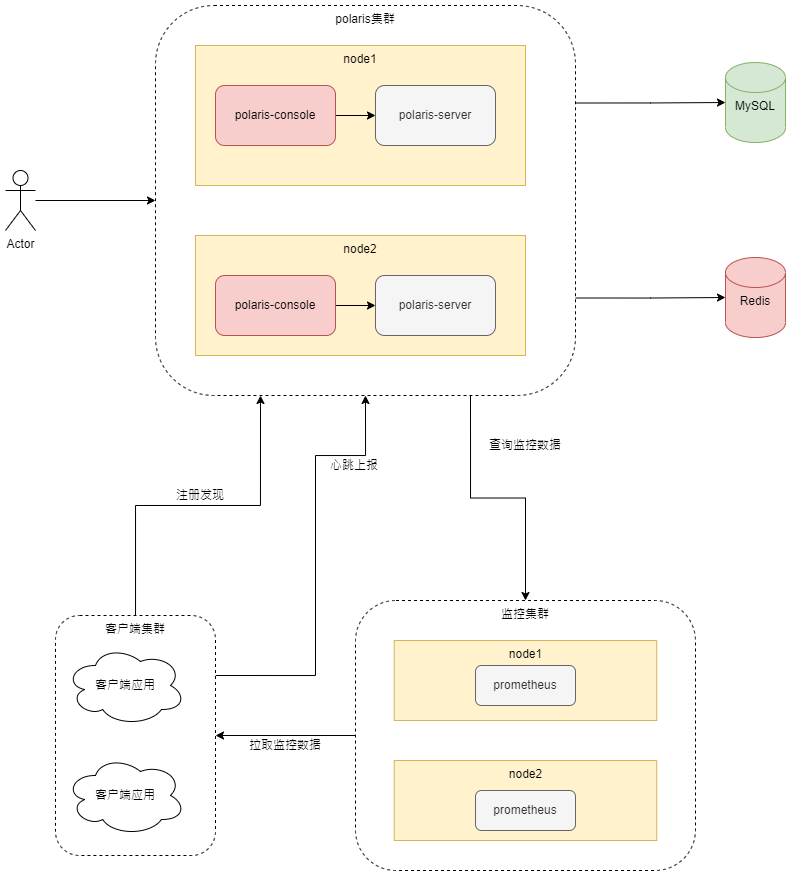 polaris集群
node1
polaris-console
polaris-server
MySQL
Actor
node2
polaris-console
polaris-server
Redis
查询监控数据
心跳上报
注册发现
客户端集群
客户端应用
客户端应用
监控集群
node1
prometheus
拉取监控数据
node2
prometheus